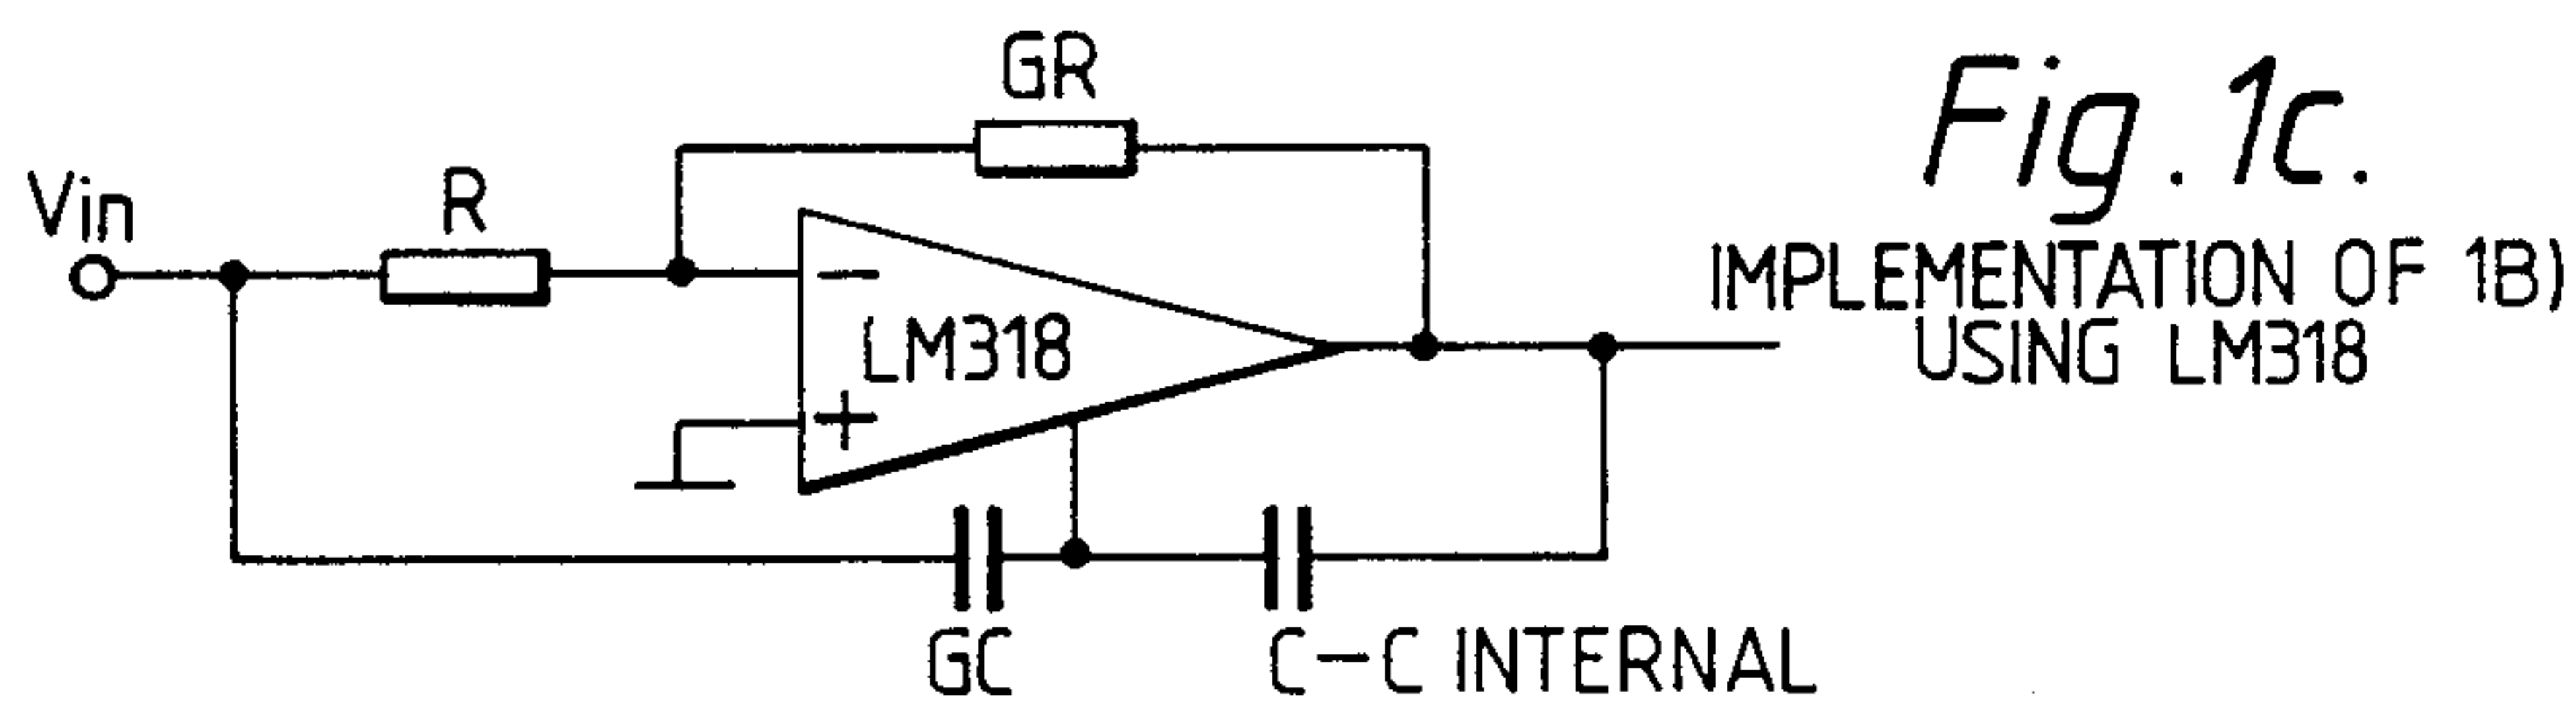 GR
Fig. 1c.
Vin
R
IMPLEMENTATION OF 1B)
USING LM318
−
LM318
+
GC
C–C INTERNAL